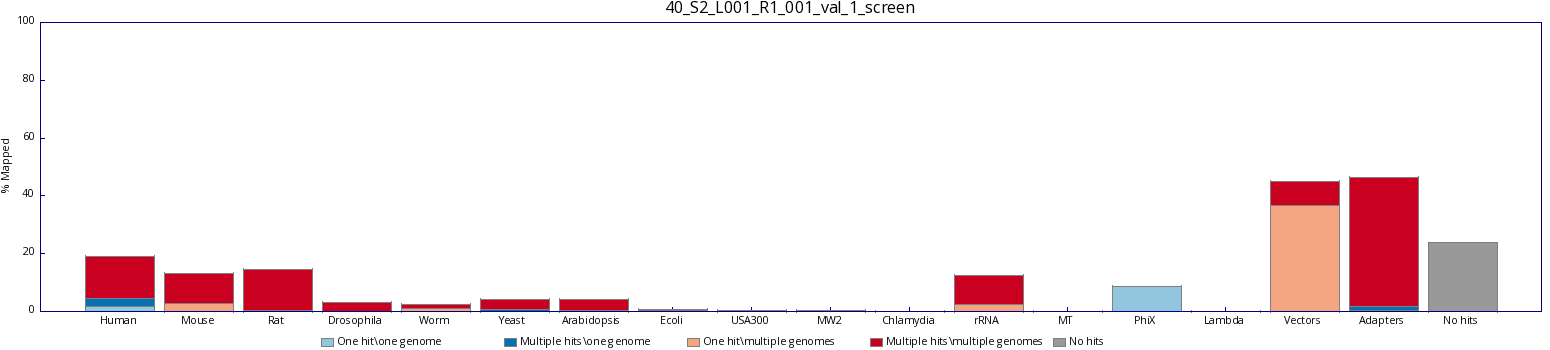 40_S2_L001_R1_001_val_1_screen
100
80
60
40
20
0
% Mapped
Human Mouse Rat Drosophila Worm Yeast Arabidopsis Ecoli USA300 MW2 Chlamydia rRNA MT PhiX Lambda Vectors Adapters No hits
One hit\one genome Multiple hits\one genome One hit\multiple genomes Multiple hits\multiple genomes No hits